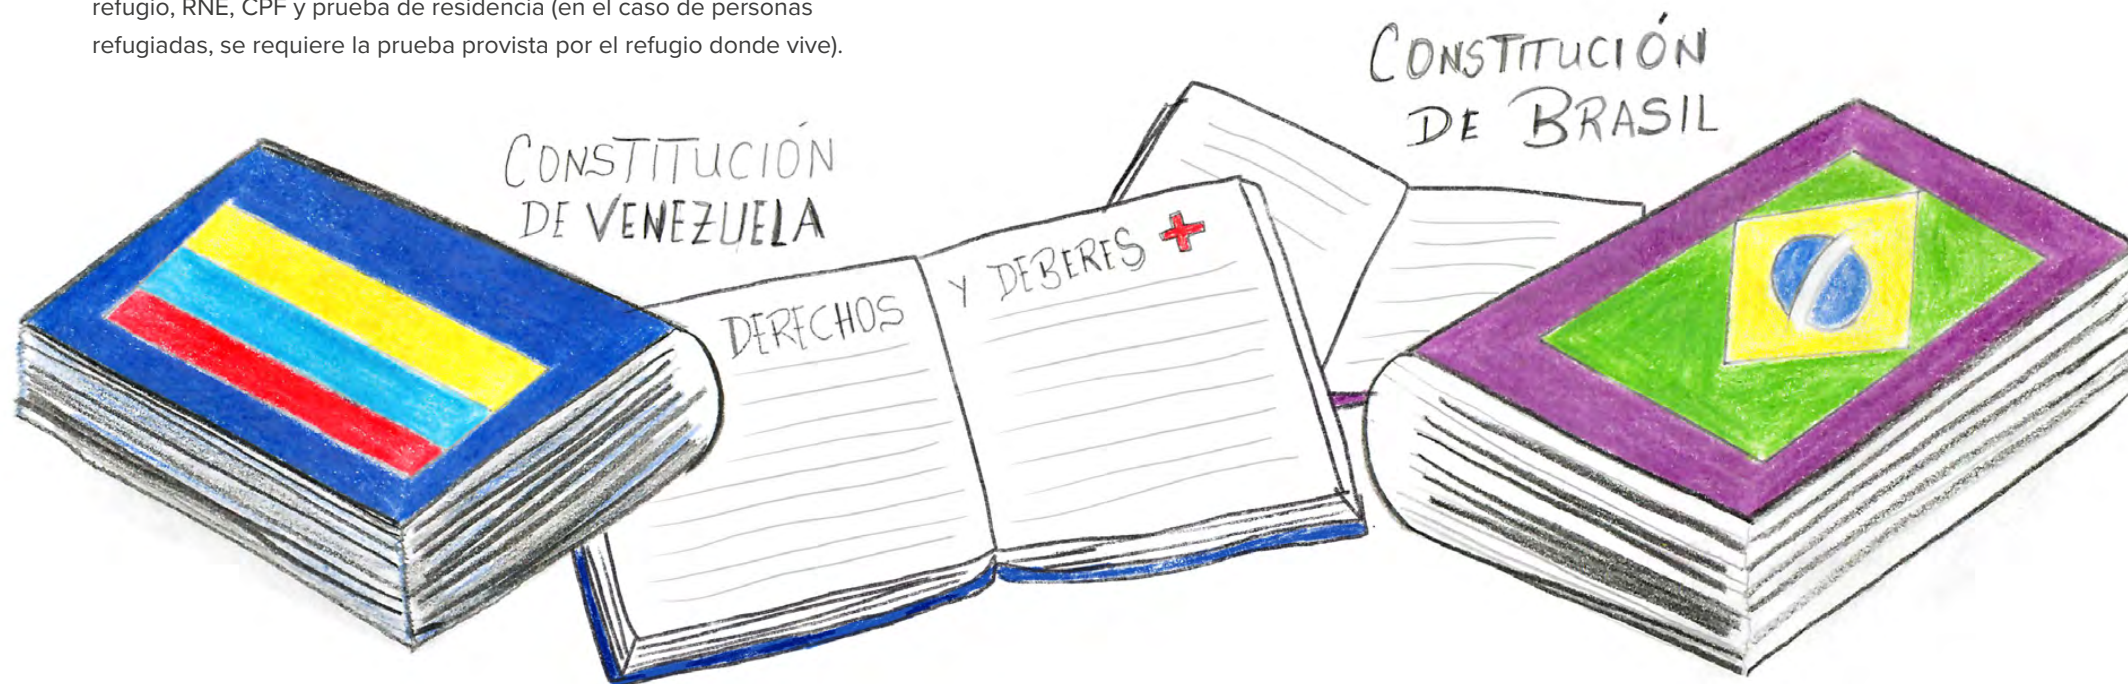 refugio, RNE, CPF y prueba de residencia (en el caso de personas
refugiadas, se requiere la prueba provista por el refugio donde vive).
CONSTITUCIÓN
DE VENEZUELA
DERECHOS
Y DEBERES +
CONSTITUCIÓN
DE BRASIL